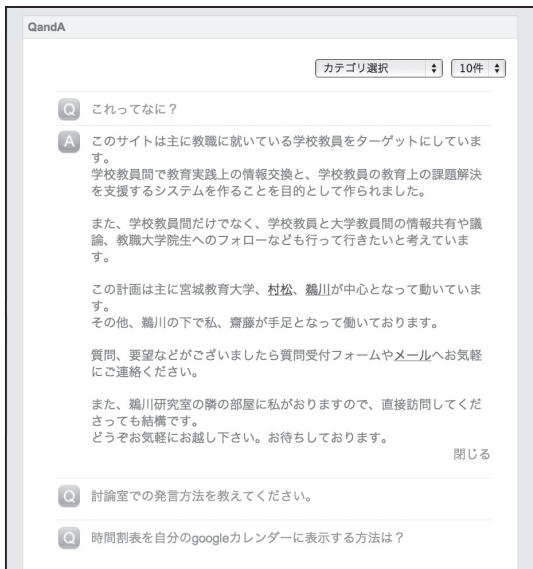 QandA
カテゴリ選択 10件
Q これってなに？
A このサイトは主に教職に就いている学校教員をターゲットにしていま
す。
学校教員間で教育実践上の情報交換と、学校教員の教育上の課題解決
を支援するシステムを作ることを目的として作られました。
また、学校教員間だけでなく、学校教員と大学教員間の情報共有や議
論、教職大学院生へのフォローなども行って行きたいと考えていま
す。
この計画は主に宮城教育大学、村松、鵜川が中心となって動いていま
す。
その他、鵜川の下で私、齋藤が手足となって働いております。
質問、要望などがございましたら質問受付フォームやメールへお気軽
にご連絡ください。
また、鵜川研究室の隣の部屋に私がおりますので、直接訪問してくだ
さっても結構です。
どうぞお気軽にお越し下さい。お待ちしております。
閉じる
Q 討論室での発言方法を教えてください。
Q 時間割表を自分のgoogleカレンダーに表示する方法は？